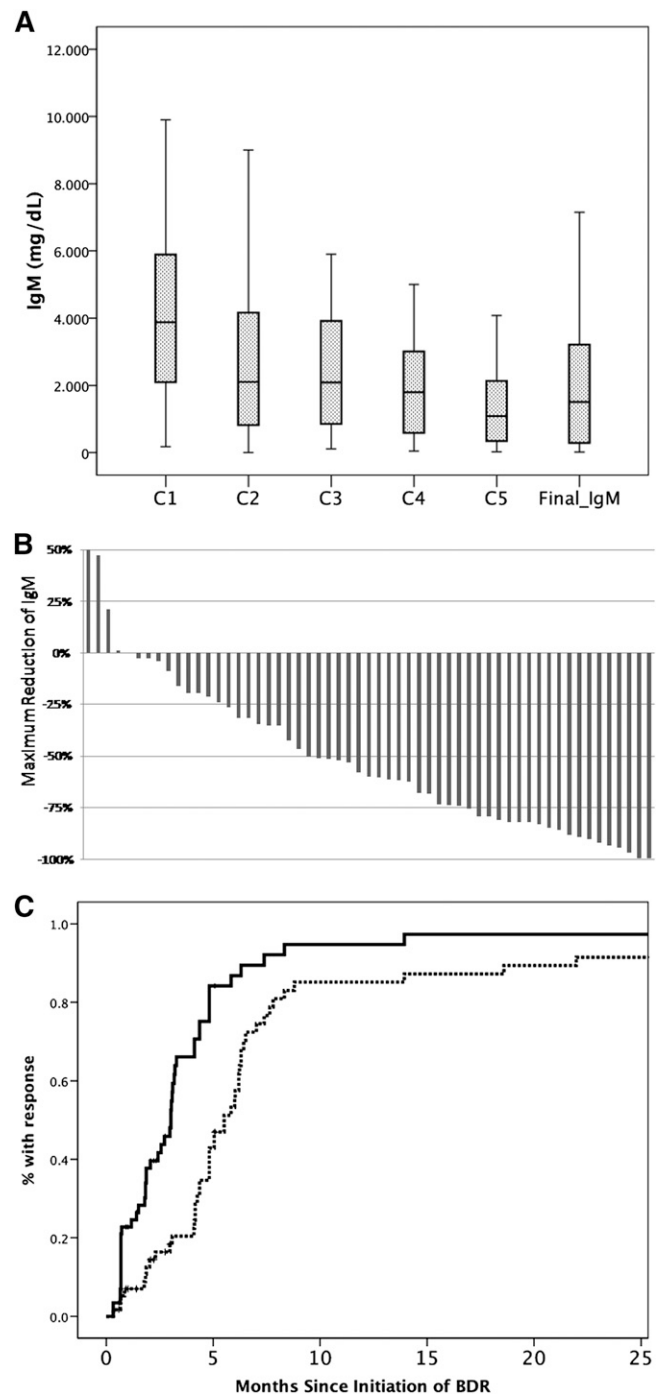 A
12.000
10.000
8.000
6.000
4.000
2.000
0
IgM (mg/dL)
C1 C2 C3 C4 C5 Final_IgM
B
50%
25%
0%
-25%
-50%
-75%
-100%
Maximum Reduction of IgM
C
1.0
0.8
0.6
0.4
0.2
0.0
% with response
0 5 10 15 20 25
Months Since Initiation of BDR